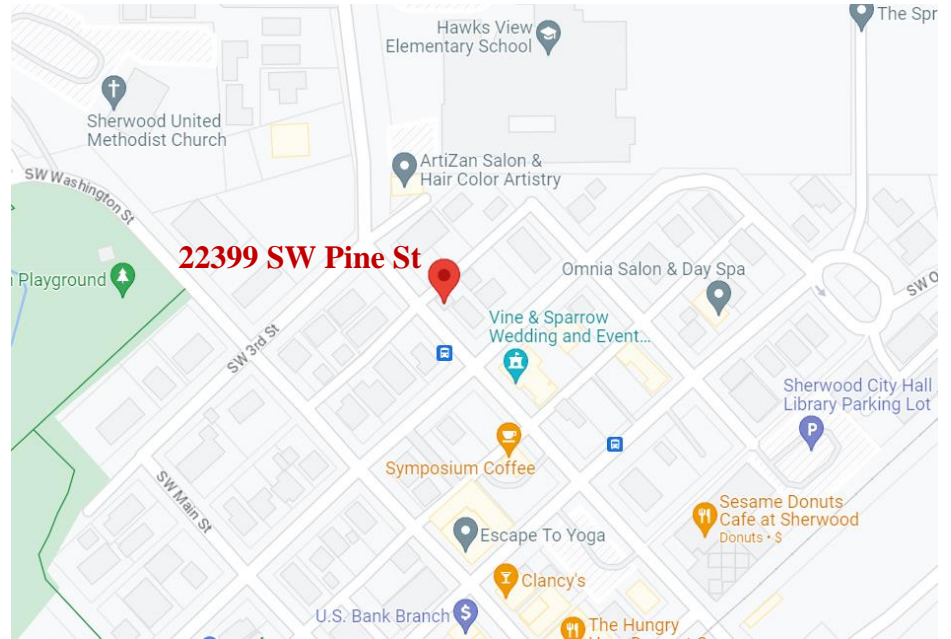 The Spr
Hawks View
Elementary School
Sherwood United
Methodist Church
ArtiZan Salon &
Hair Color Artistry
SW Washington St
22399 SW Pine St
Playground
Omnia Salon & Day Spa
SW O
Vine & Sparrow
Wedding and Event...
SW 3rd St
Sherwood City Hall
Library Parking Lot
P
Symposium Coffee
SW Main St
Sesame Donuts
Cafe at Sherwood
Donuts • $
Escape To Yoga
Clancy's
U.S. Bank Branch
$
The Hungry